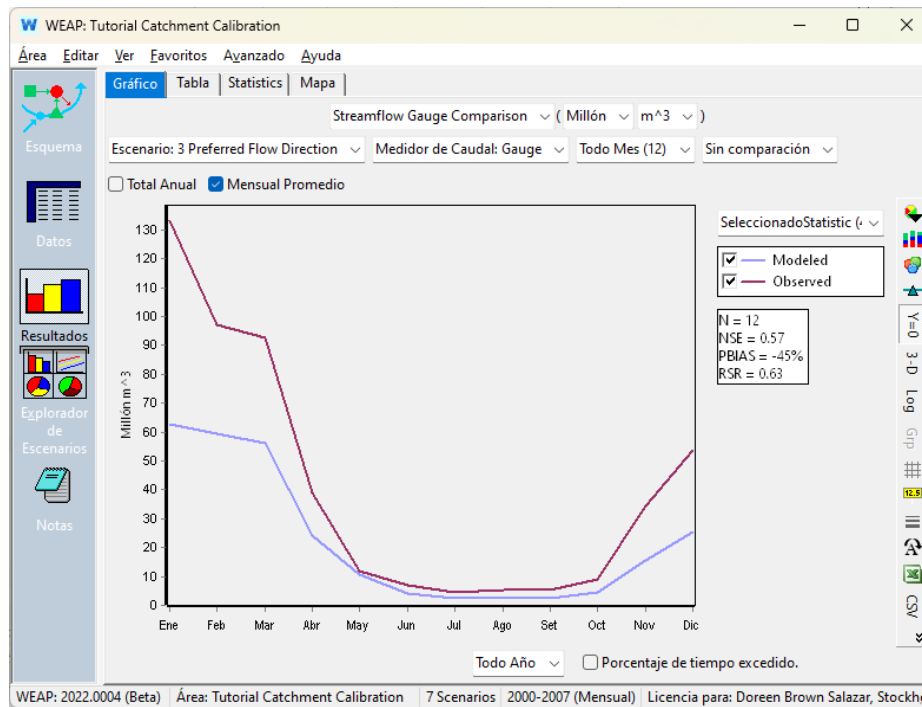 WEAP: Tutorial Catchment Calibration
Área Editar Ver Favoritos Avanzado Ayuda
Gráfico Tabla Statistics Mapa
Streamflow Gauge Comparison ( Millón m^3 )
Escenario: 3 Preferred Flow Direction Medidor de Caudal: Gauge Todo Mes (12) Sin comparación
Total Anual Mensual Promedio
Esquema
Datos
Resultados
Explorador
de
Escenarios
Notas
SeleccionadoStatistic (4
Modeled
Observed
N = 12
NSE = 0.57
PBIAS = -45%
RSR = 0.63
Millón m^3
130
120
110
100
90
80
70
60
50
40
30
20
10
0
Ene Feb Mar Abr May Jun Jul Ago Set Oct Nov Dic
Y=0
3-D
Log
Grp
12.5
A
CSV
Todo Año Porcentaje de tiempo excedido.
WEAP: 2022.0004 (Beta) Área: Tutorial Catchment Calibration 7 Scenarios 2000-2007 (Mensual) Licencia para: Doreen Brown Salazar, Stockh